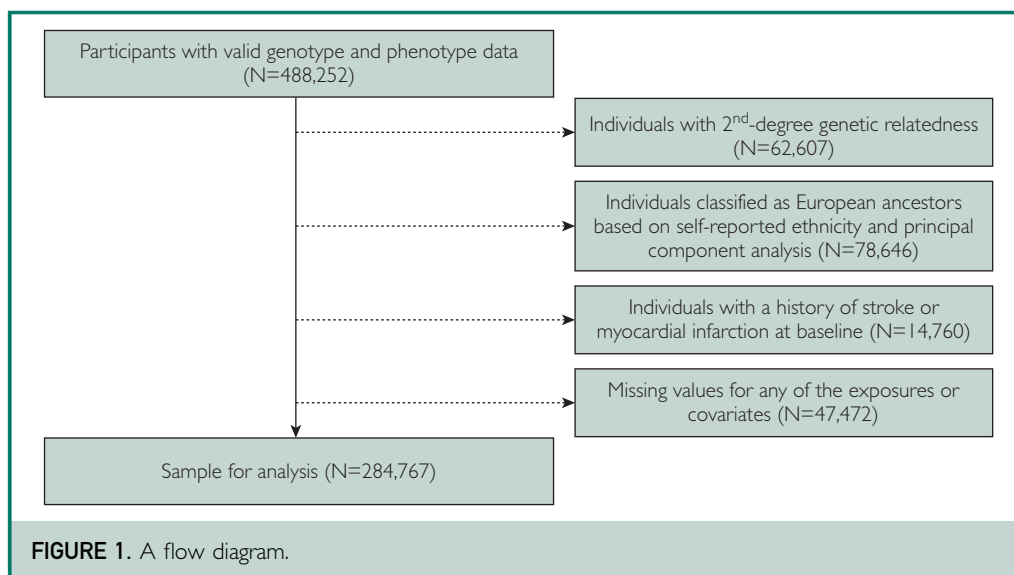 Participants with valid genotype and phenotype data
(N=488,252)
Individuals with 2nd-degree genetic relatedness
(N=62,607)
Individuals classified as European ancestors
based on self-reported ethnicity and principal
component analysis (N=78,646)
Individuals with a history of stroke or
myocardial infarction at baseline (N=14,760)
Missing values for any of the exposures or
covariates (N=47,472)
Sample for analysis (N=284,767)
FIGURE 1. A flow diagram.